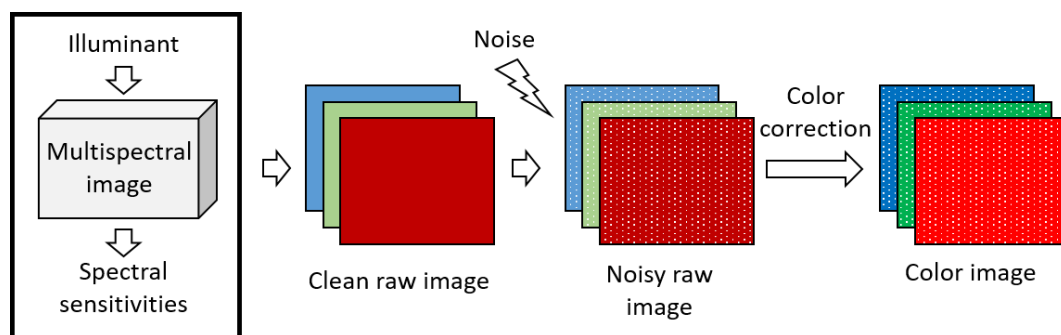 Illuminant
Multispectral
image
Spectral
sensitivities
Clean raw image
Noise
Noisy raw
image
Color
correction
Color image